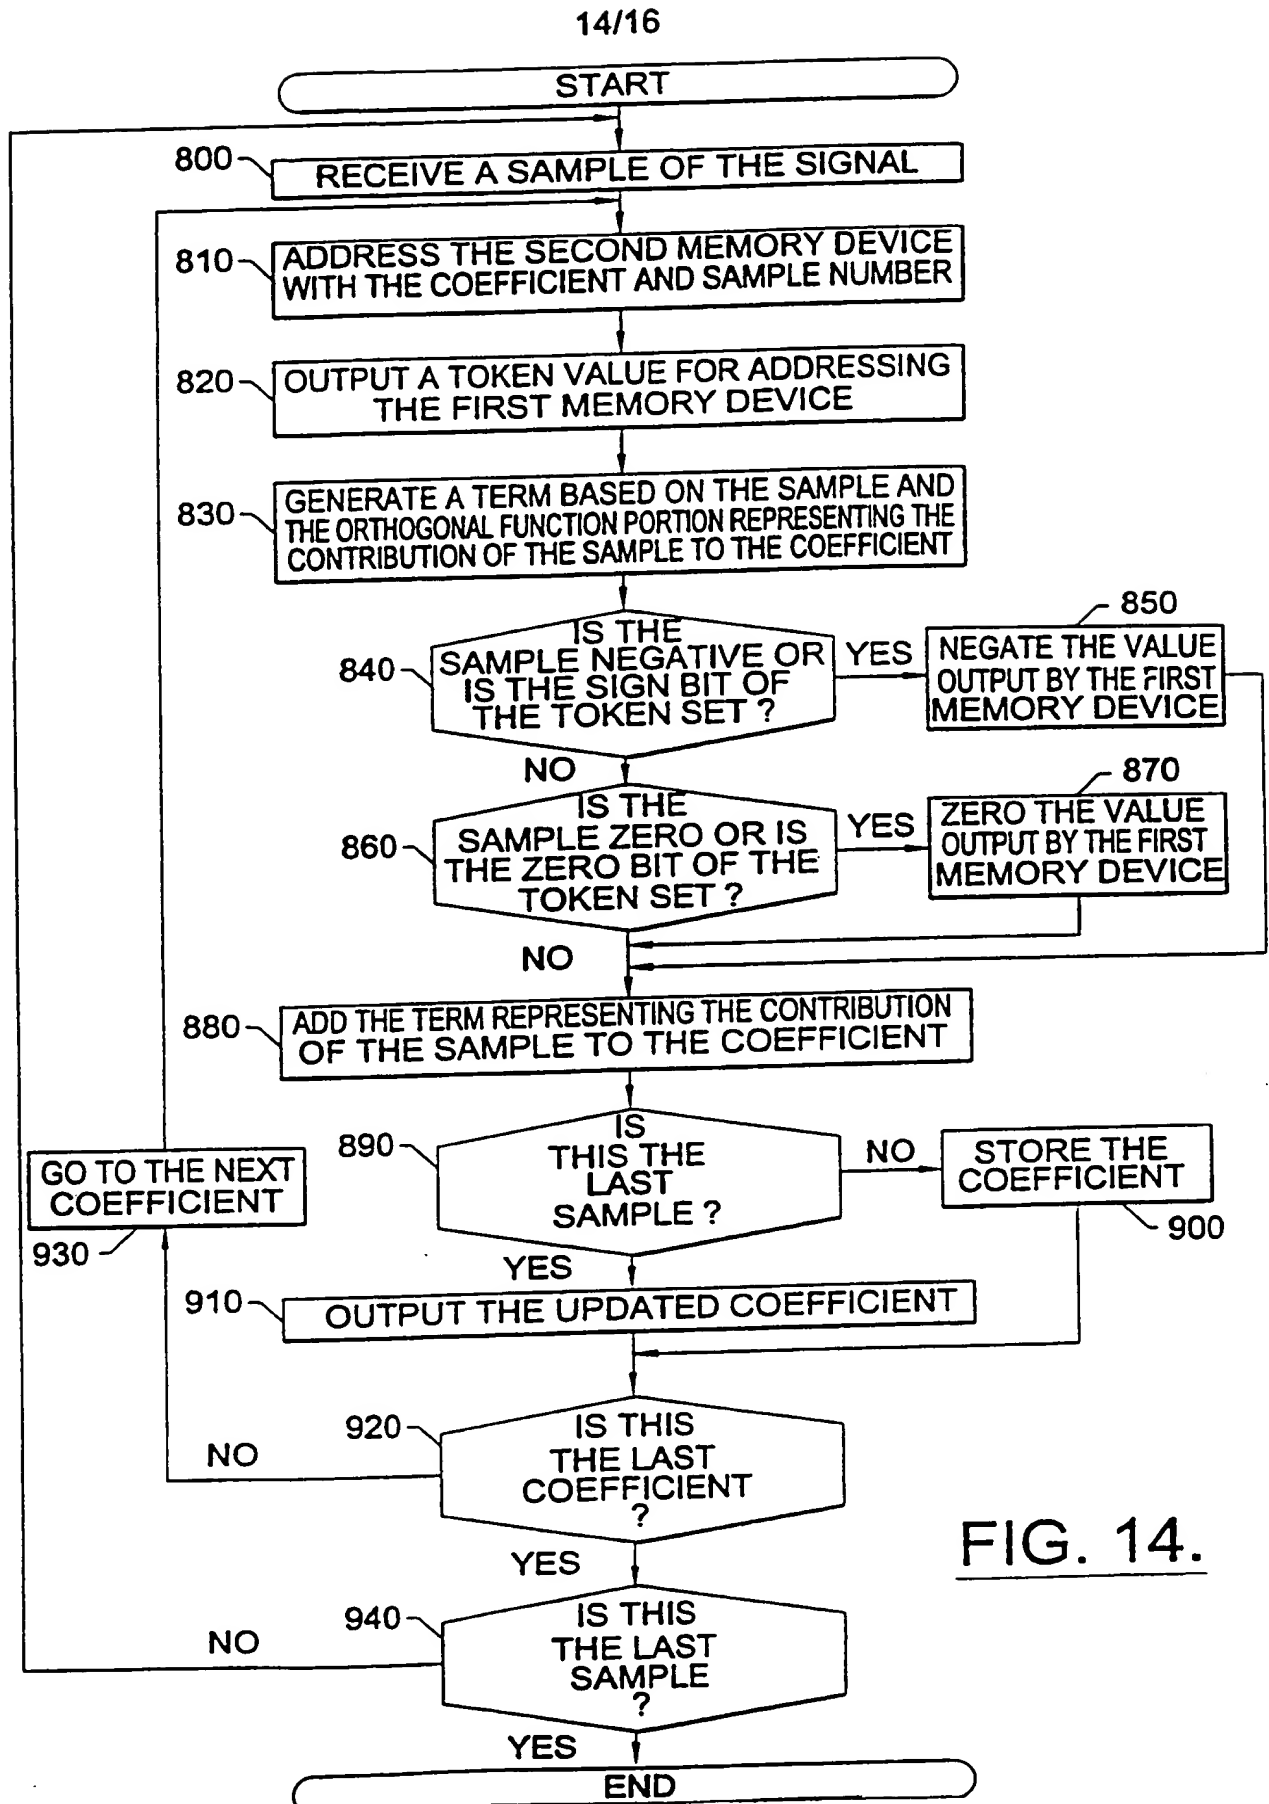 14/16
START
800
RECEIVE A SAMPLE OF THE SIGNAL
810
ADDRESS THE SECOND MEMORY DEVICE
WITH THE COEFFICIENT AND SAMPLE NUMBER
820
OUTPUT A TOKEN VALUE FOR ADDRESSING
THE FIRST MEMORY DEVICE
830
GENERATE A TERM BASED ON THE SAMPLE AND
THE ORTHOGONAL FUNCTION PORTION REPRESENTING THE
CONTRIBUTION OF THE SAMPLE TO THE COEFFICIENT
840
IS THE
SAMPLE NEGATIVE OR
IS THE SIGN BIT OF
THE TOKEN SET ?
YES
850
NEGATE THE VALUE
OUTPUT BY THE FIRST
MEMORY DEVICE
NO
860
IS THE
SAMPLE ZERO OR IS
THE ZERO BIT OF THE
TOKEN SET ?
YES
870
ZERO THE VALUE
OUTPUT BY THE FIRST
MEMORY DEVICE
NO
880
ADD THE TERM REPRESENTING THE CONTRIBUTION
OF THE SAMPLE TO THE COEFFICIENT
890
IS
THIS THE
LAST
SAMPLE ?
NO
STORE THE
COEFFICIENT
900
GO TO THE NEXT
COEFFICIENT
930
YES
910
OUTPUT THE UPDATED COEFFICIENT
920
IS THIS
THE LAST
COEFFICIENT
?
NO
YES
FIG. 14.
940
IS THIS
THE LAST
SAMPLE
?
NO
YES
END